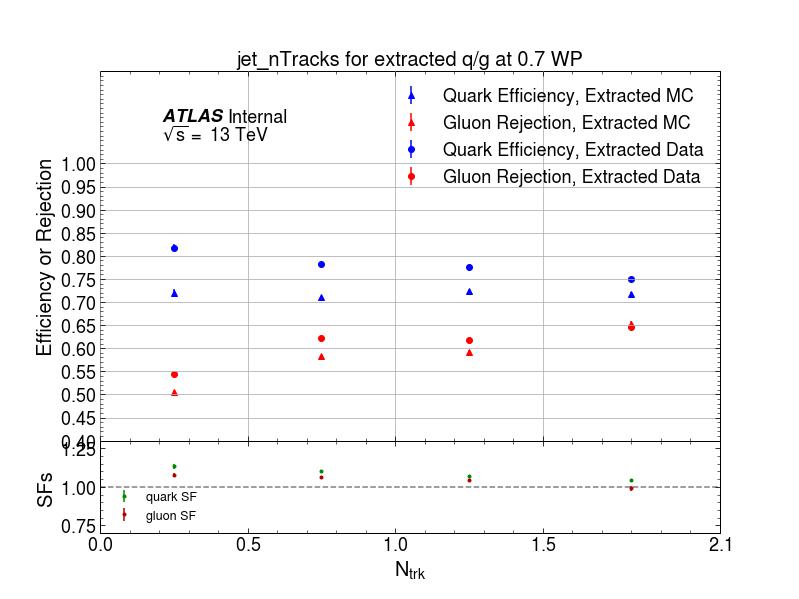 jet_nTracks for extracted q/g at 0.7 WP
ATLAS Internal
√s = 13 TeV
Quark Efficiency, Extracted MC
Gluon Rejection, Extracted MC
Quark Efficiency, Extracted Data
Gluon Rejection, Extracted Data
Efficiency or Rejection
1.00
0.95
0.90
0.85
0.80
0.75
0.70
0.65
0.60
0.55
0.50
0.45
0.40
SFs
1.25
1.00
0.75
quark SF
gluon SF
0.0 0.5 1.0 1.5 2.1
Ntrk